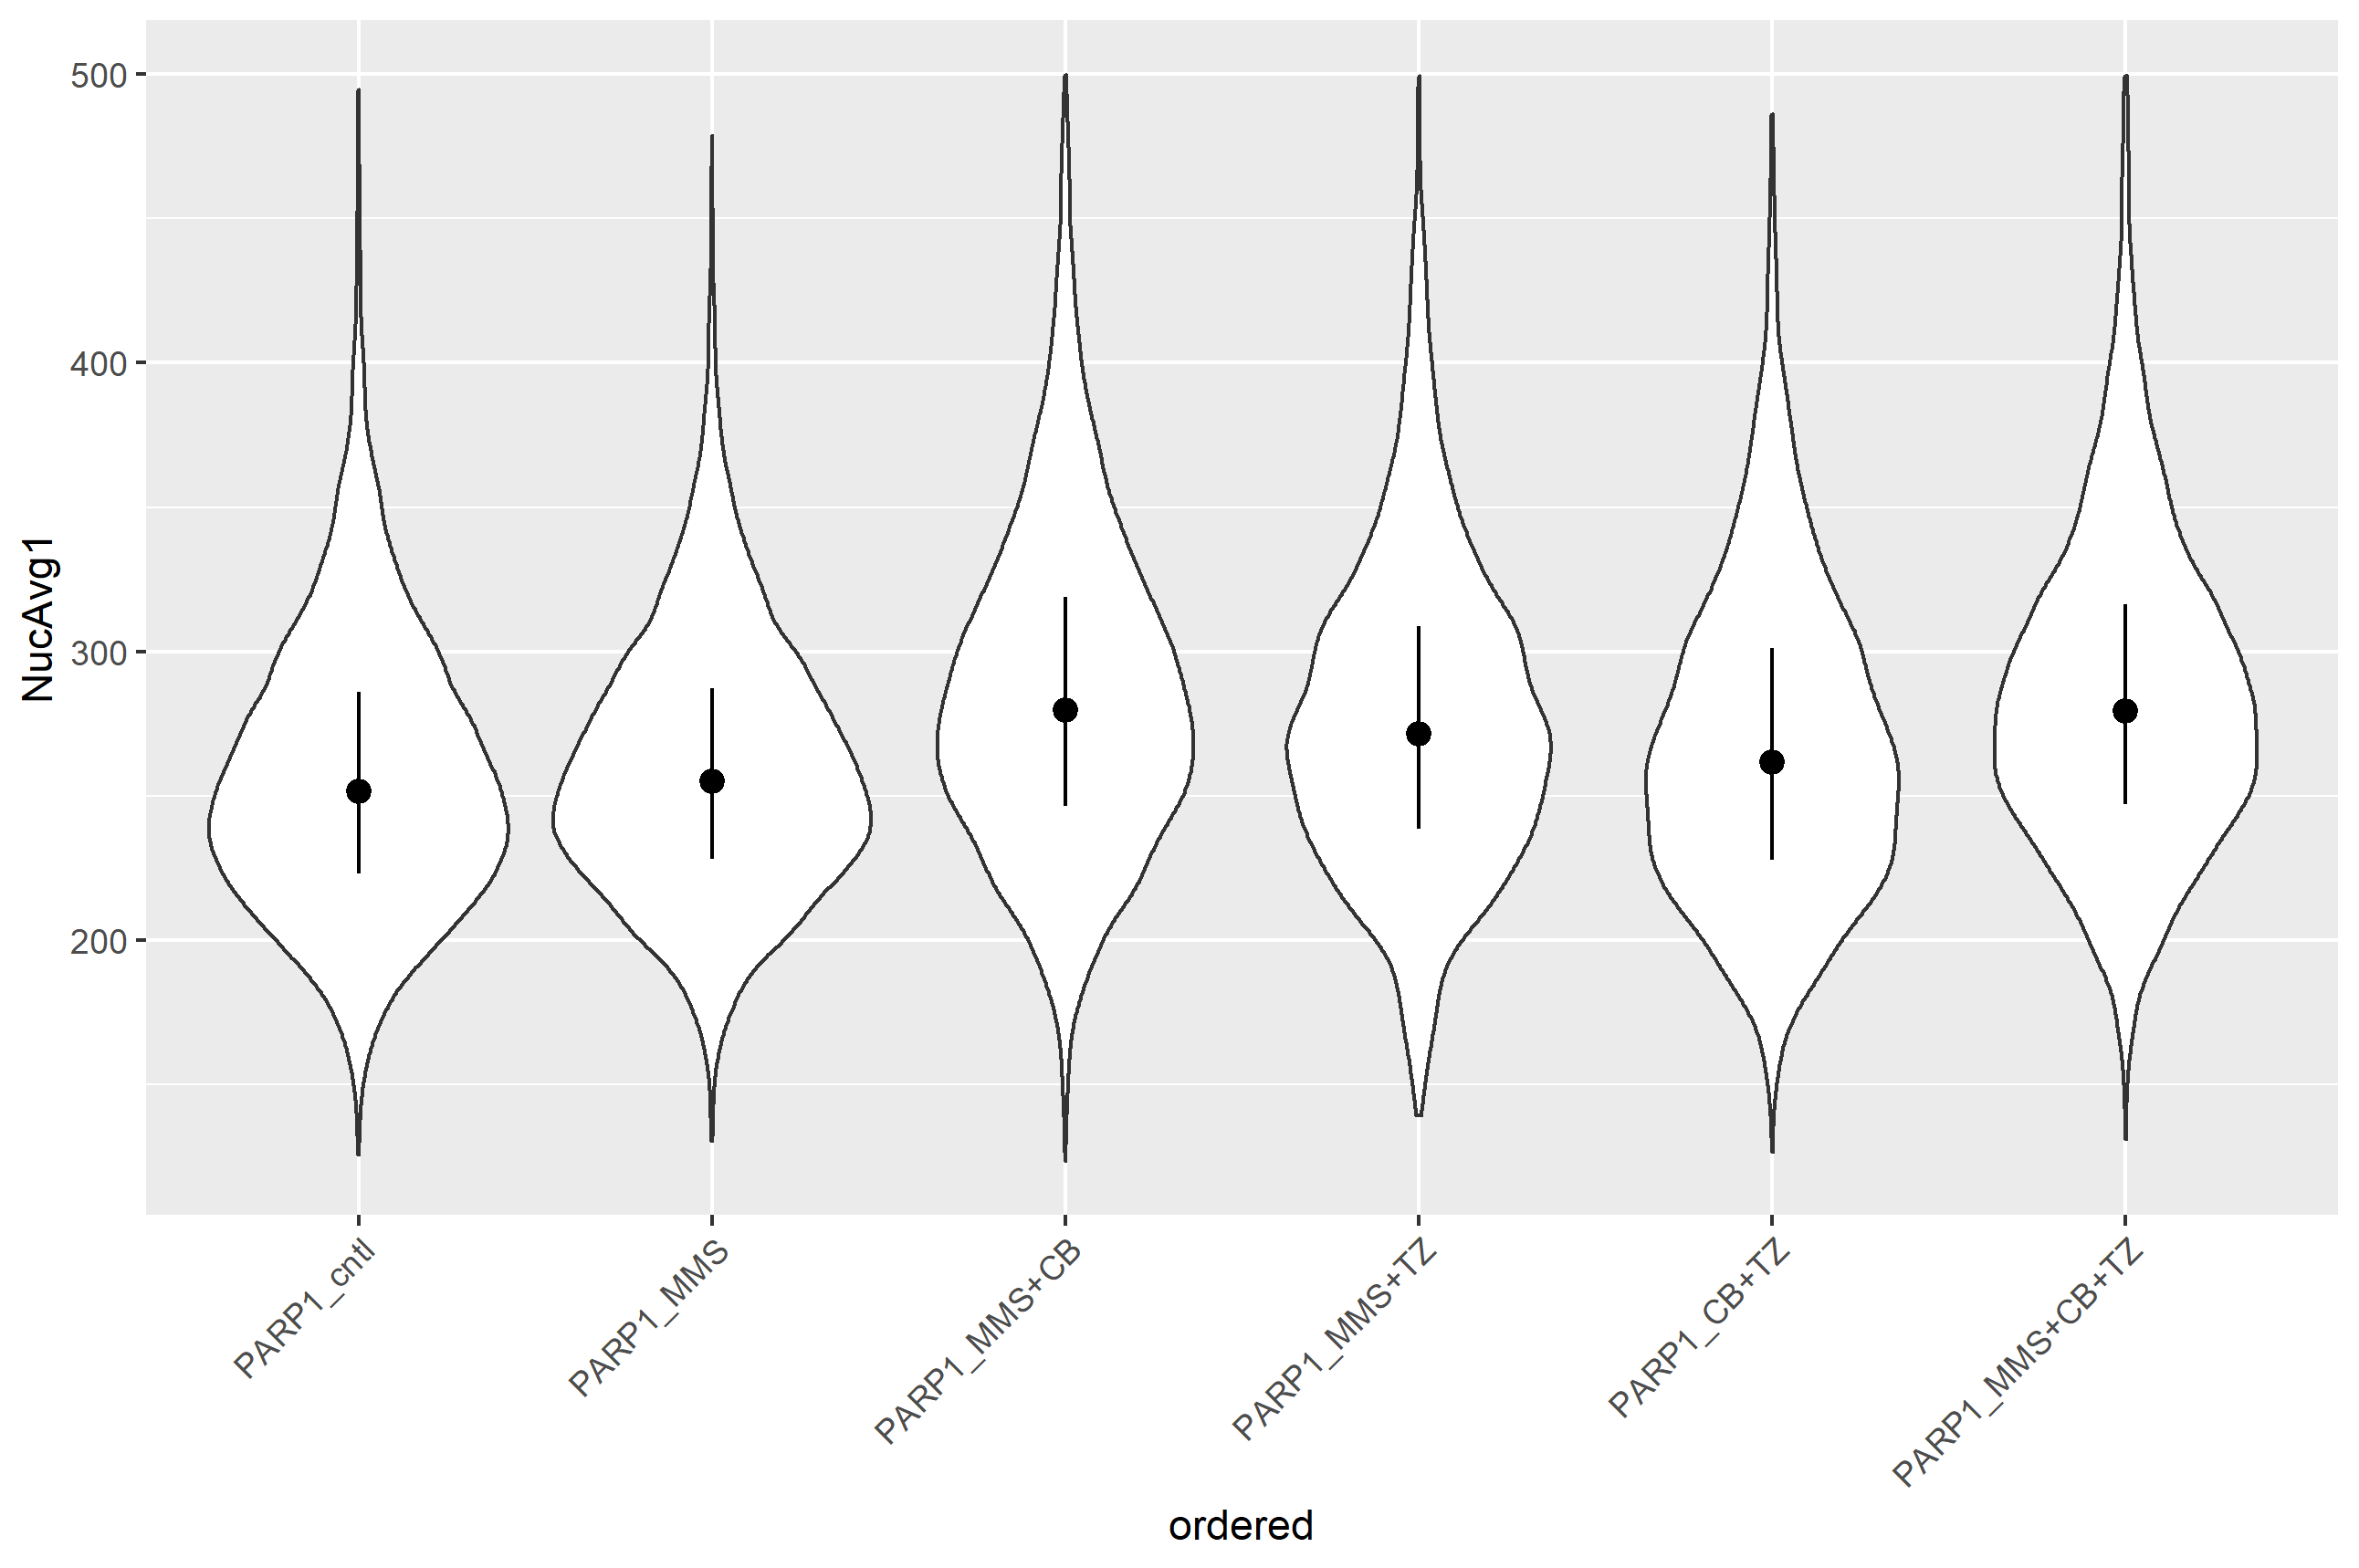 NucAvg1
500
400
300
200
PARP1_cntl
PARP1_MMS
PARP1_MMS+CB
PARP1_MMS+TZ
PARP1_CB+TZ
PARP1_MMS+CB+TZ
ordered